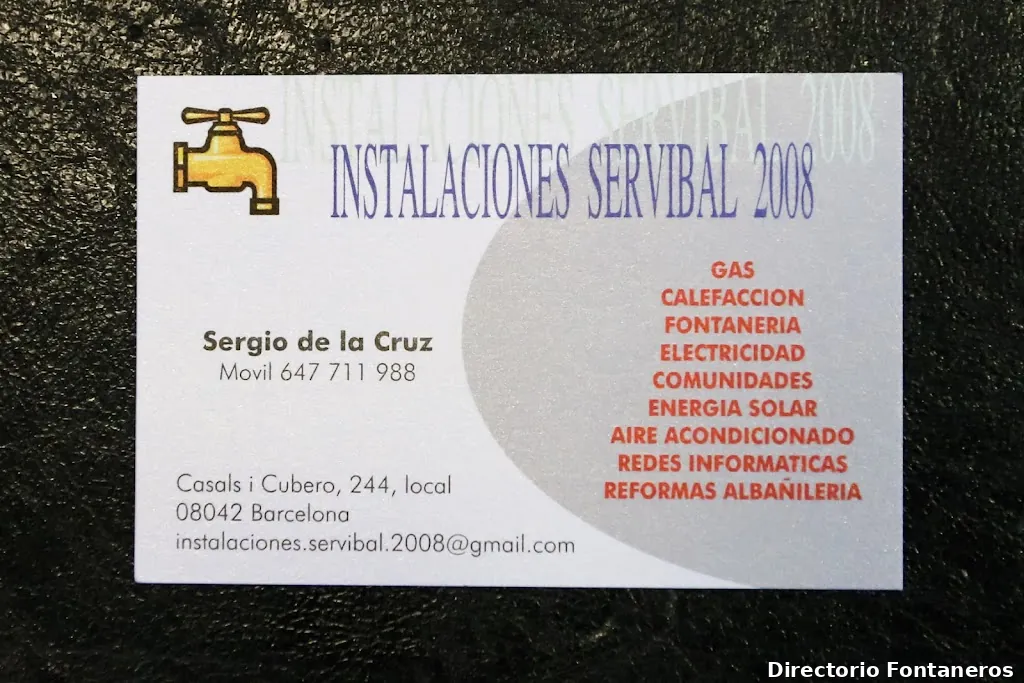 INSTALACIONES SERVIBAL 2008
INSTALACIONES SERVIBAL 2008
GAS
CALEFACCION
FONTANERIA
ELECTRICIDAD
COMUNIDADES
ENERGIA SOLAR
AIRE ACONDICIONADO
REDES INFORMATICAS
REFORMAS ALBAÑILERIA
Sergio de la Cruz
Movil 647 711 988
Casals i Cubero, 244, local
08042 Barcelona
instalaciones.servibal.2008@gmail.com
Directorio Fontaneros